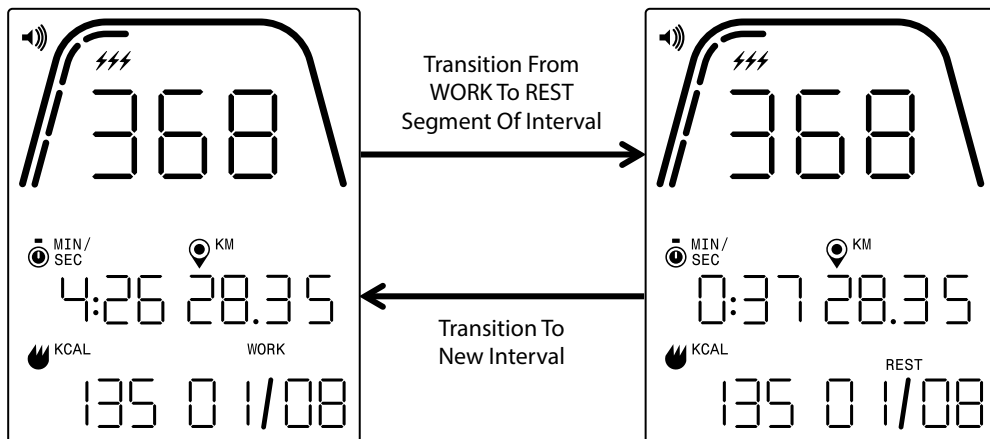 368
MIN/
SEC
KM
4:26 28.35
KCAL
WORK
135 01/08
Transition From
WORK To REST
Segment Of Interval
Transition To
New Interval
368
MIN/
SEC
KM
0:37 28.35
KCAL
REST
135 01/08